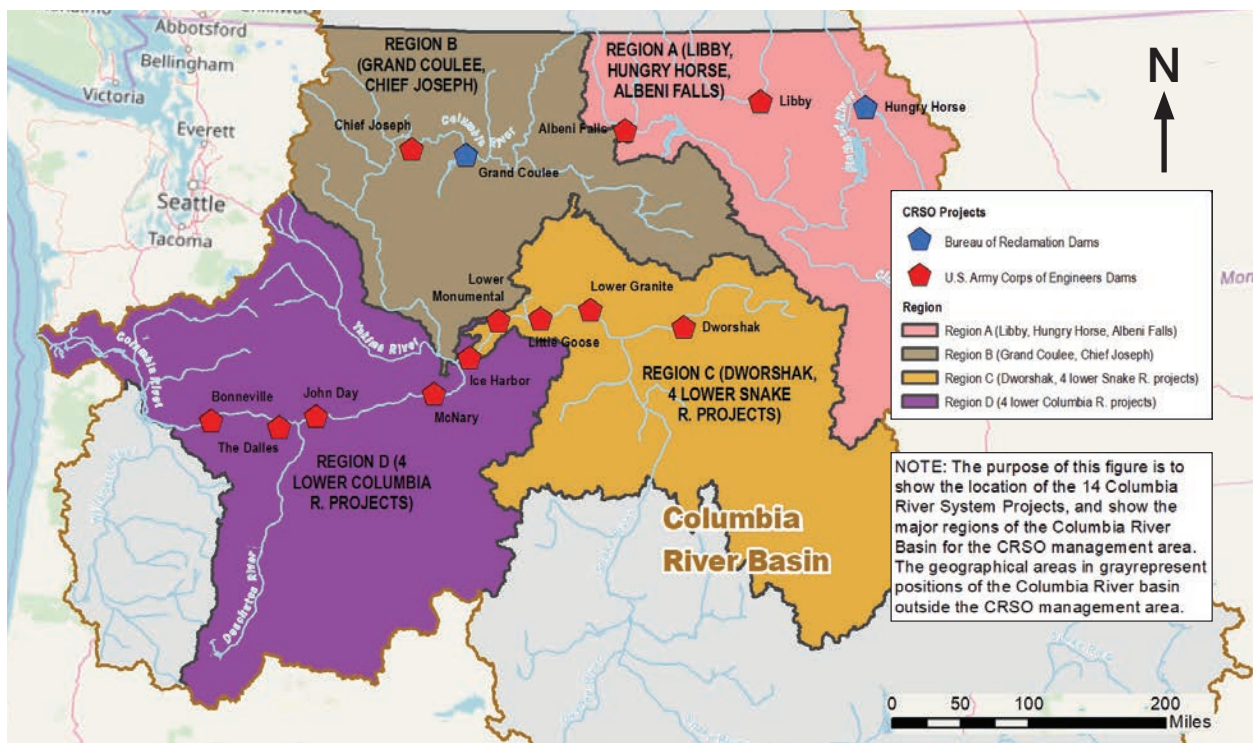 Abbotsford
Bellingham
Victoria
Everett
Seattle
Tacoma
REGION B
(GRAND COULEE,
CHIEF JOSEPH)
REGION A (LIBBY,
HUNGRY HORSE,
ALBENI FALLS)
Libby
Hungry Horse
Chief Joseph
Columbia River
Albeni Falls
Grand Coulee
Flathead River
N
CRSO Projects
Bureau of Reclamation Dams
U.S. Army Corps of Engineers Dams
Region
Region A (Libby, Hungry Horse, Albeni Falls)
Region B (Grand Coulee, Chief Joseph)
Region C (Dworshak, 4 lower Snake R. projects)
Region D (4 lower Columbia R. projects)
Mon
Lower
Monumental
Lower Granite
Little Goose
Dworshak
Yakima River
Columbia River
Ice Harbor
REGION C (DWORSHAK,
4 LOWER SNAKE
R. PROJECTS)
Bonneville
John Day
McNary
The Dalles
REGION D (4
LOWER COLUMBIA
R. PROJECTS)
Deschutes River
Columbia
River Basin
NOTE: The purpose of this figure is to
show the location of the 14 Columbia
River System Projects, and show the
major regions of the Columbia River
Basin for the CRSO management area.
The geographical areas in grayrepresent
positions of the Columbia River basin
outside the CRSO management area.
0 50 100 200
Miles